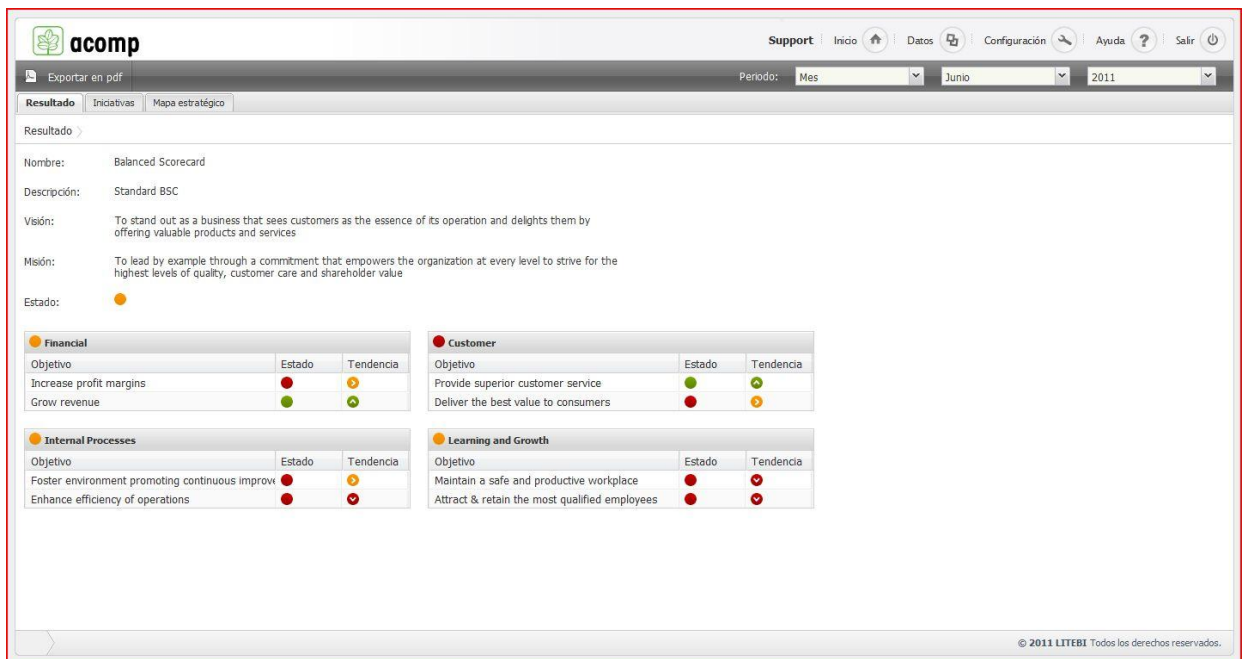 acomp
Support Inicio Datos Configuración Ayuda ? Salir
Exportar en pdf Periodo: Mes Junio 2011
Resultado Iniciativas Mapa estratégico
Resultado
Nombre: Balanced Scorecard
Descripción: Standard BSC
Visión: To stand out as a business that sees customers as the essence of its operation and delights them by
offering valuable products and services
Misión: To lead by example through a commitment that empowers the organization at every level to strive for the
highest levels of quality, customer care and shareholder value
Estado:
Financial
Objetivo Estado Tendencia
Increase profit margins
Grow revenue
Customer
Objetivo Estado Tendencia
Provide superior customer service
Deliver the best value to consumers
Internal Processes
Objetivo Estado Tendencia
Foster environment promoting continuous improve
Enhance efficiency of operations
Learning and Growth
Objetivo Estado Tendencia
Maintain a safe and productive workplace
Attract & retain the most qualified employees
© 2011 LITEBI Todos los derechos reservados.